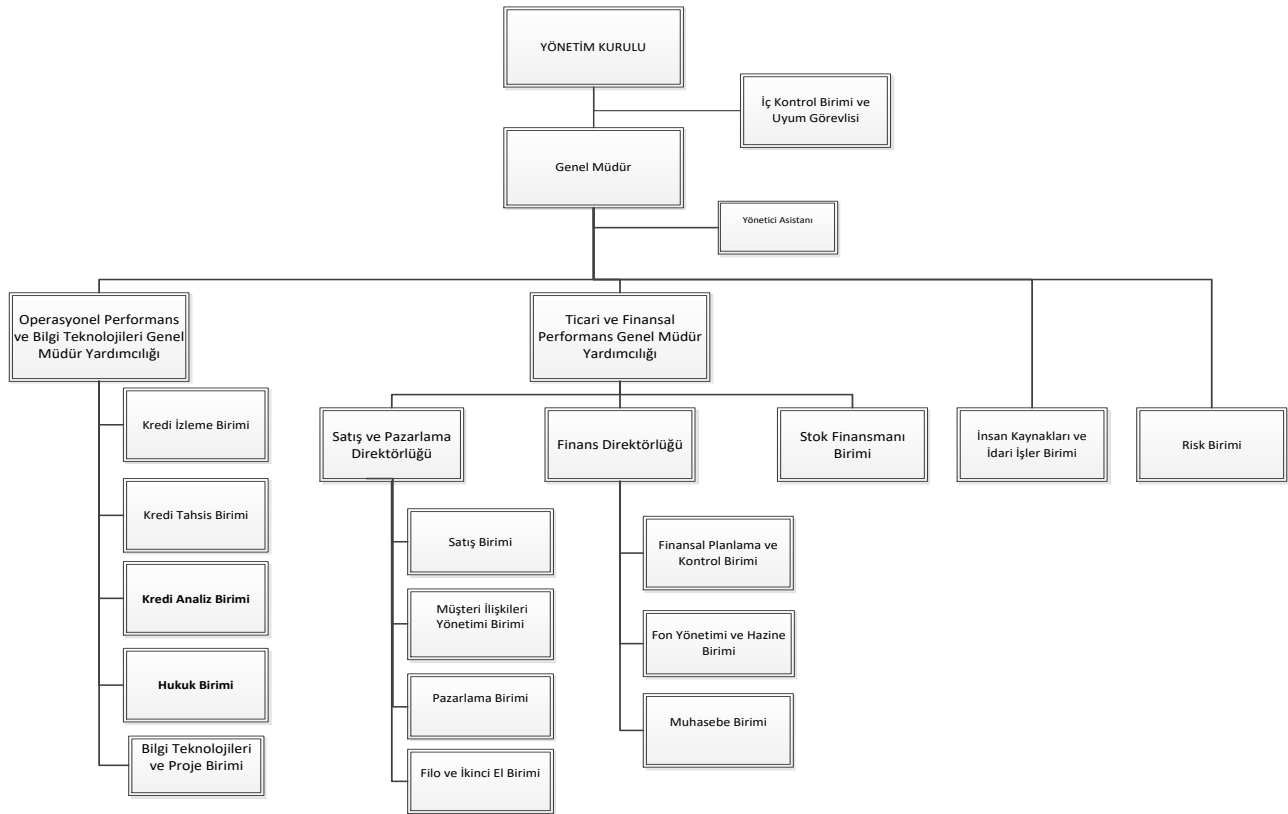 YÖNETİM KURULU
İç Kontrol Birimi ve
Uyum Görevlisi
Genel Müdür
Yönetici Asistanı
Operasyonel Performans
ve Bilgi Teknolojileri Genel
Müdür Yardımcılığı
Ticari ve Finansal
Performans Genel Müdür
Yardımcılığı
Kredi İzleme Birimi
Satış ve Pazarlama
Direktörlüğü
Finans Direktörlüğü
Stok Finansmanı
Birimi
İnsan Kaynakları ve
İdari İşler Birimi
Risk Birimi
Kredi Tahsis Birimi
Satış Birimi
Finansal Planlama ve
Kontrol Birimi
Kredi Analiz Birimi
Müşteri İlişkileri
Yönetimi Birimi
Fon Yönetimi ve Hazine
Birimi
Hukuk Birimi
Pazarlama Birimi
Muhasebe Birimi
Bilgi Teknolojileri
ve Proje Birimi
Filo ve İkinci El Birimi